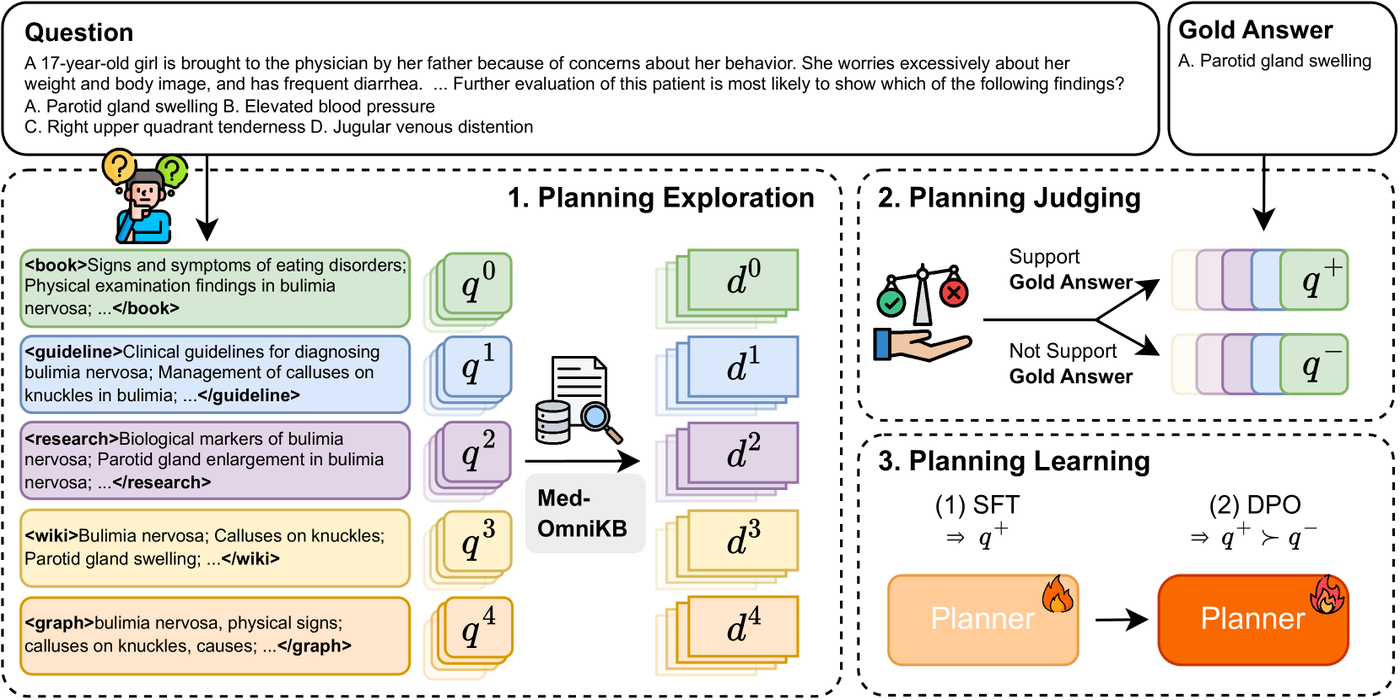 Question
A 17-year-old girl is brought to the physician by her father because of concerns about her behavior. She worries excessively about her
weight and body image, and has frequent diarrhea. ... Further evaluation of this patient is most likely to show which of the following findings?
A. Parotid gland swelling B. Elevated blood pressure
C. Right upper quadrant tenderness D. Jugular venous distention
Gold Answer
A. Parotid gland swelling
? ?
1. Planning Exploration
<book>Signs and symptoms of eating disorders;
Physical examination findings in bulimia
nervosa; ...</book>
q^0
d^0
<guideline>Clinical guidelines for diagnosing
bulimia nervosa; Management of calluses on
knuckles in bulimia; ...</guideline>
q^1
d^1
<research>Biological markers of bulimia
nervosa; Parotid gland enlargement in bulimia
nervosa; ...</research>
q^2
d^2
<wiki>Bulimia nervosa; Calluses on knuckles;
Parotid gland swelling; ...</wiki>
q^3
d^3
<graph>bulimia nervosa, physical signs;
calluses on knuckles, causes; ...</graph>
q^4
d^4
Med-
OmniKB
2. Planning Judging
Support
Gold Answer
q^+
Not Support
Gold Answer
q^−
3. Planning Learning
(1) SFT
⇒ q^+
(2) DPO
⇒ q^+ ≻ q^−
Planner
Planner